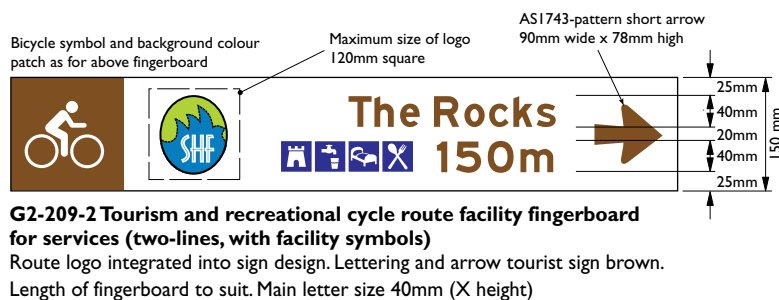 AS1743-pattern short arrow
90mm wide x 78mm high
Bicycle symbol and background colour
patch as for above fingerboard
Maximum size of logo
120mm square
25mm
40mm
20mm
40mm
25mm
150 mm
SHF
The Rocks
150m
G2-209-2 Tourism and recreational cycle route facility fingerboard
for services (two-lines, with facility symbols)
Route logo integrated into sign design. Lettering and arrow tourist sign brown.
Length of fingerboard to suit. Main letter size 40mm (X height)